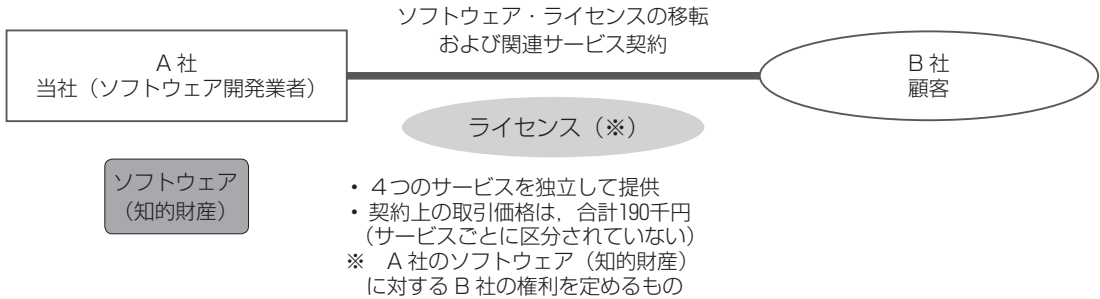 ソフトウェア・ライセンスの移転
および関連サービス契約
A 社
当社（ソフトウェア開発業者）
B 社
顧客
ライセンス（※）
ソフトウェア
（知的財産）
・４つのサービスを独立して提供
・契約上の取引価格は，合計190千円
（サービスごとに区分されていない）
※　A 社のソフトウェア（知的財産）
に対する B 社の権利を定めるもの